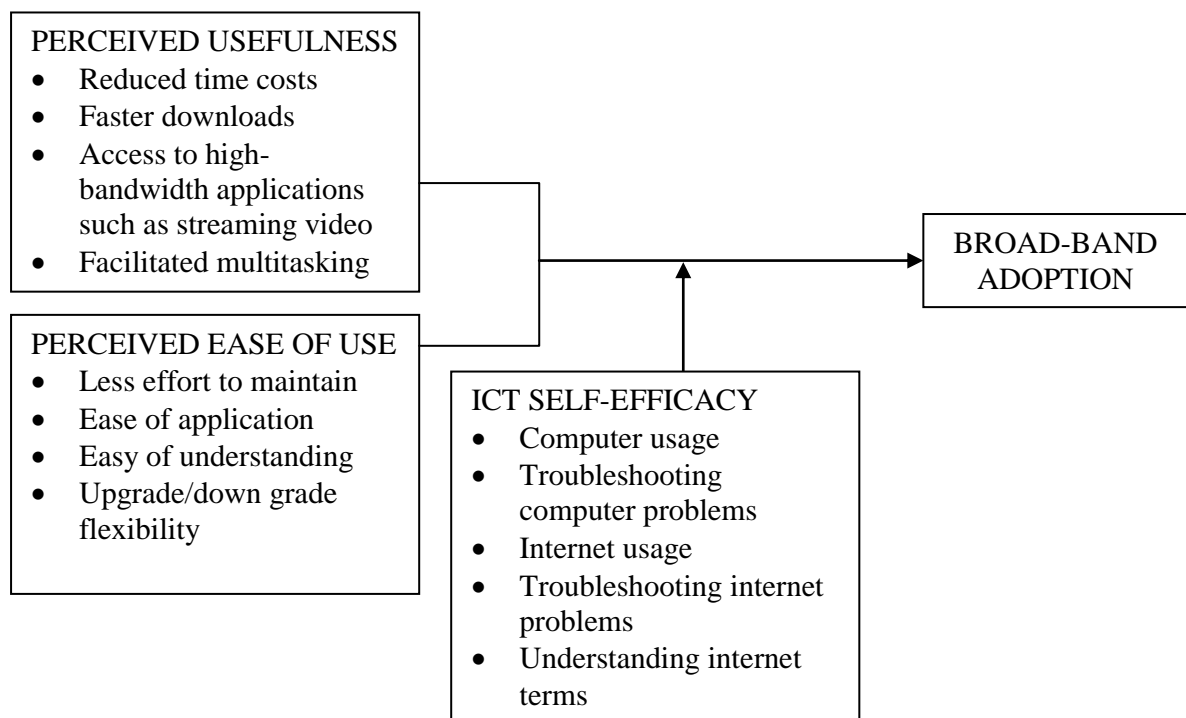 PERCEIVED USEFULNESS
• Reduced time costs
• Faster downloads
• Access to high-
bandwidth applications
such as streaming video
• Facilitated multitasking
PERCEIVED EASE OF USE
• Less effort to maintain
• Ease of application
• Easy of understanding
• Upgrade/down grade
flexibility
ICT SELF-EFFICACY
• Computer usage
• Troubleshooting
computer problems
• Internet usage
• Troubleshooting internet
problems
• Understanding internet
terms
BROAD-BAND
ADOPTION